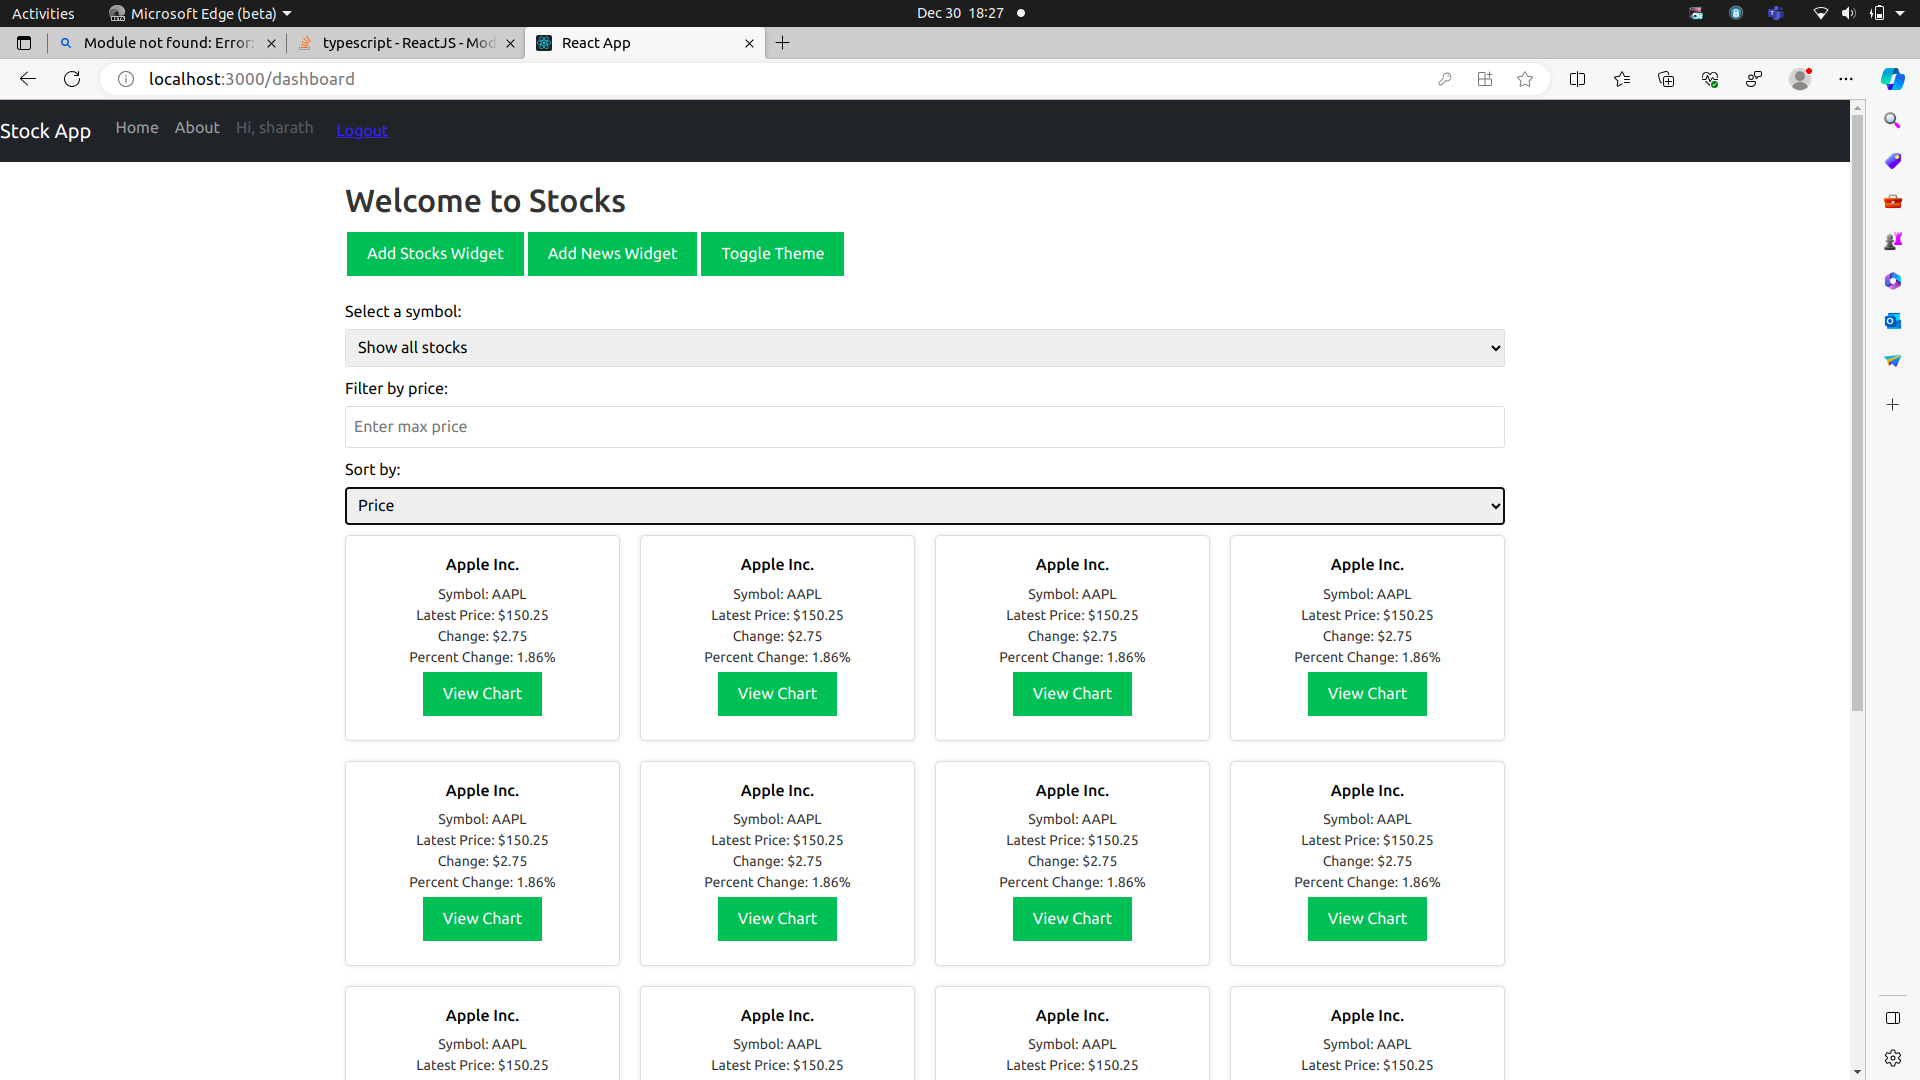 Activities Microsoft Edge (beta) Dec 30 18:27
Module not found: Error: typescript - ReactJS - Mod React App
localhost:3000/dashboard
Stock App Home About Hi, sharath Logout
Welcome to Stocks
Add Stocks Widget Add News Widget Toggle Theme
Select a symbol:
Show all stocks
Filter by price:
Enter max price
Sort by:
Price
Apple Inc. Apple Inc. Apple Inc. Apple Inc.
Symbol: AAPL Symbol: AAPL Symbol: AAPL Symbol: AAPL
Latest Price: $150.25 Latest Price: $150.25 Latest Price: $150.25 Latest Price: $150.25
Change: $2.75 Change: $2.75 Change: $2.75 Change: $2.75
Percent Change: 1.86% Percent Change: 1.86% Percent Change: 1.86% Percent Change: 1.86%
View Chart View Chart View Chart View Chart
Apple Inc. Apple Inc. Apple Inc. Apple Inc.
Symbol: AAPL Symbol: AAPL Symbol: AAPL Symbol: AAPL
Latest Price: $150.25 Latest Price: $150.25 Latest Price: $150.25 Latest Price: $150.25
Change: $2.75 Change: $2.75 Change: $2.75 Change: $2.75
Percent Change: 1.86% Percent Change: 1.86% Percent Change: 1.86% Percent Change: 1.86%
View Chart View Chart View Chart View Chart
Apple Inc. Apple Inc. Apple Inc. Apple Inc.
Symbol: AAPL Symbol: AAPL Symbol: AAPL Symbol: AAPL
Latest Price: $150.25 Latest Price: $150.25 Latest Price: $150.25 Latest Price: $150.25